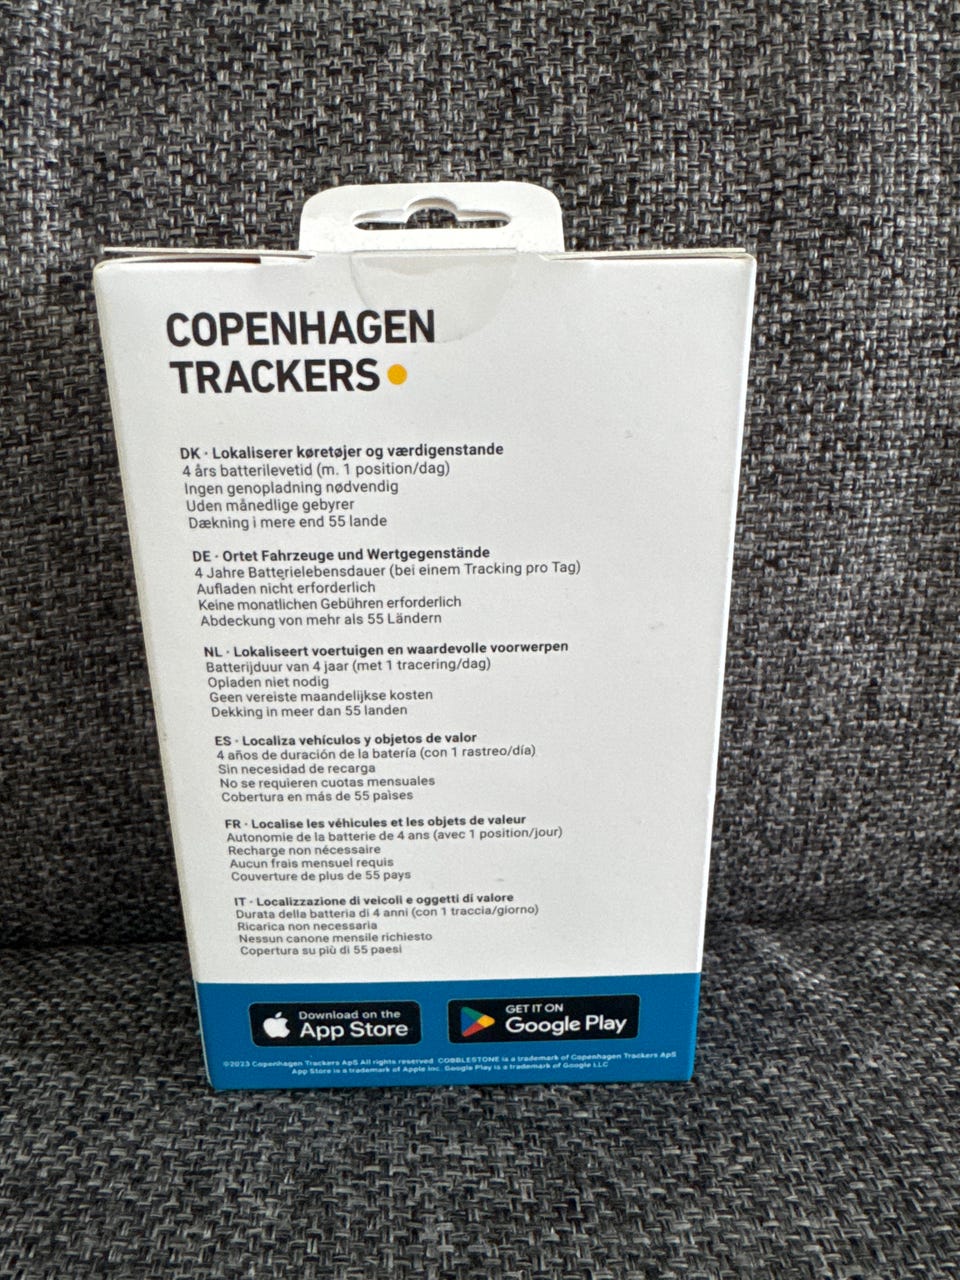 COPENHAGEN
TRACKERS
DK · Lokaliserer køretøjer og værdigenstande
4 års batterilevetid (m. 1 position/dag)
Ingen genopladning nødvendig
Uden månedlige gebyrer
Dækning i mere end 55 lande
DE · Ortet Fahrzeuge und Wertgegenstände
4 Jahre Batterielebensdauer (bei einem Tracking pro Tag)
Aufladen nicht erforderlich
Keine monatlichen Gebühren erforderlich
Abdeckung von mehr als 55 Ländern
NL · Lokaliseert voertuigen en waardevolle voorwerpen
Batterijduur van 4 jaar (met 1 tracering/dag)
Opladen niet nodig
Geen vereiste maandelijkse kosten
Dekking in meer dan 55 landen
ES · Localiza vehículos y objetos de valor
4 años de duración de la batería (con 1 rastreo/día)
Sin necesidad de recarga
No se requieren cuotas mensuales
Cobertura en más de 55 países
FR · Localise les véhicules et les objets de valeur
Autonomie de la batterie de 4 ans (avec 1 position/jour)
Recharge non nécessaire
Aucun frais mensuel requis
Couverture de plus de 55 pays
IT · Localizzazione di veicoli e oggetti di valore
Durata della batteria di 4 anni (con 1 traccia/giorno)
Ricarica non necessaria
Nessun canone mensile richiesto
Copertura su più di 55 paesi
Download on the
App Store
GET IT ON
Google Play
©2023 Copenhagen Trackers ApS All rights reserved COBBLESTONE is a trademark of Copenhagen Trackers ApS
App Store is a trademark of Apple Inc. Google Play is a trademark of Google LLC